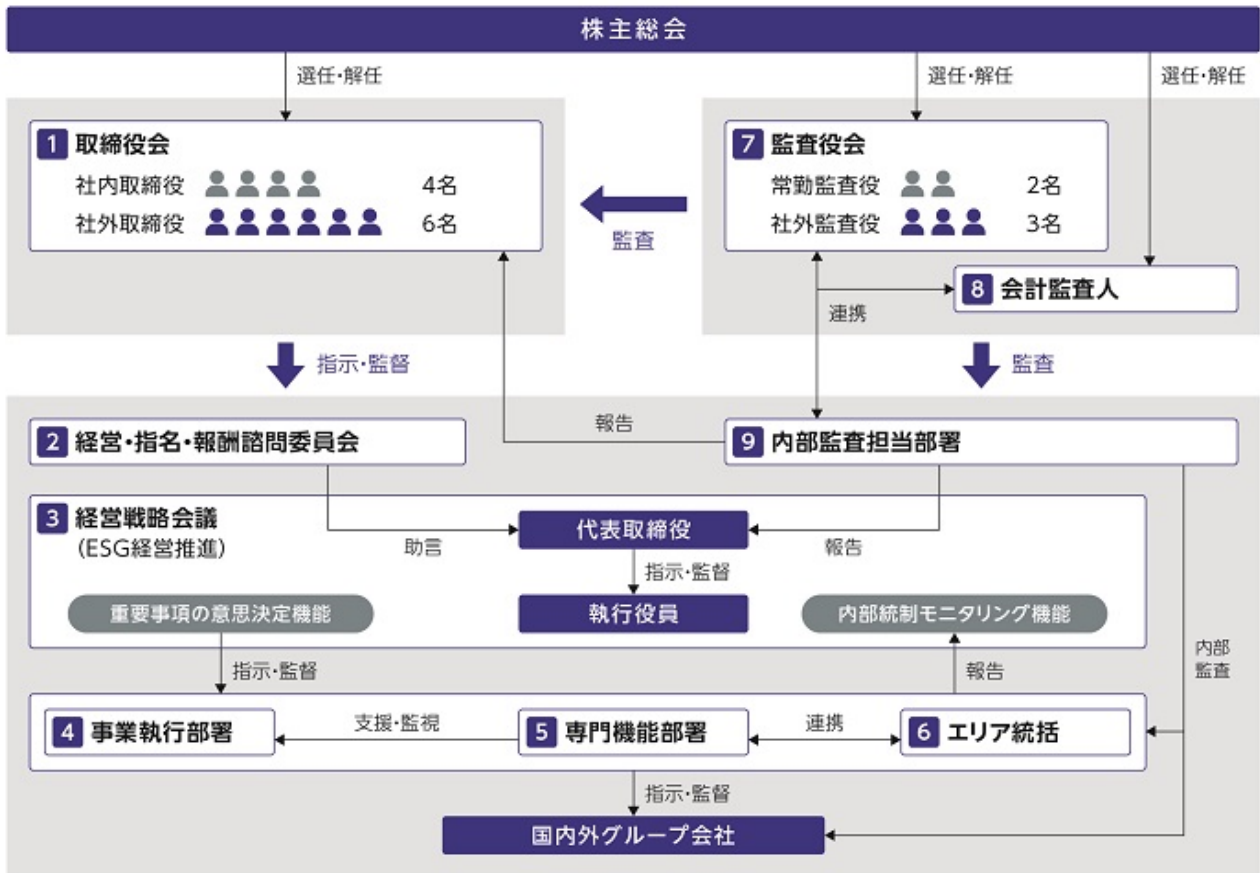 株主総会
選任・解任
選任・解任
選任・解任
1 取締役会
社内取締役 4名
社外取締役 6名
監査
7 監査役会
常勤監査役 2名
社外監査役 3名
8 会計監査人
連携
指示・監督
監査
2 経営・指名・報酬諮問委員会
報告
9 内部監査担当部署
3 経営戦略会議
(ESG経営推進)
助言
代表取締役
報告
指示・監督
重要事項の意思決定機能
執行役員
内部統制モニタリング機能
内部
監査
指示・監督
報告
4 事業執行部署
支援・監視
5 専門機能部署
連携
6 エリア統括
指示・監督
国内外グループ会社